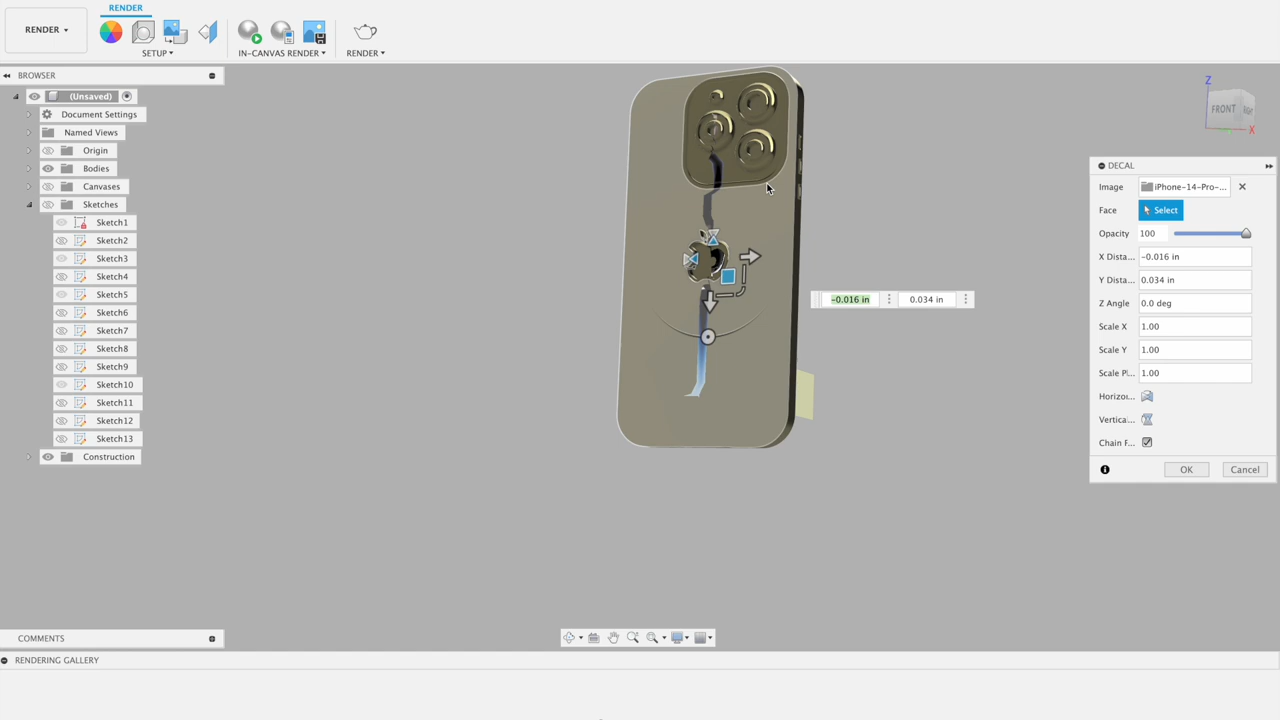 RENDER
RENDER ▾
SETUP ▾
IN-CANVAS RENDER ▾
RENDER ▾
BROWSER
(Unsaved)
Document Settings
Named Views
Origin
Bodies
Canvases
Sketches
Sketch1
Sketch2
Sketch3
Sketch4
Sketch5
Sketch6
Sketch7
Sketch8
Sketch9
Sketch10
Sketch11
Sketch12
Sketch13
Construction
Z
FRONT
X
-0.016 in
0.034 in
DECAL
Image iPhone-14-Pro-...
Face Select
Opacity 100
X Dista... -0.016 in
Y Distan... 0.034 in
Z Angle 0.0 deg
Scale X 1.00
Scale Y 1.00
Scale Pl... 1.00
Horizo...
Vertica...
Chain F...
OK Cancel
COMMENTS
RENDERING GALLERY